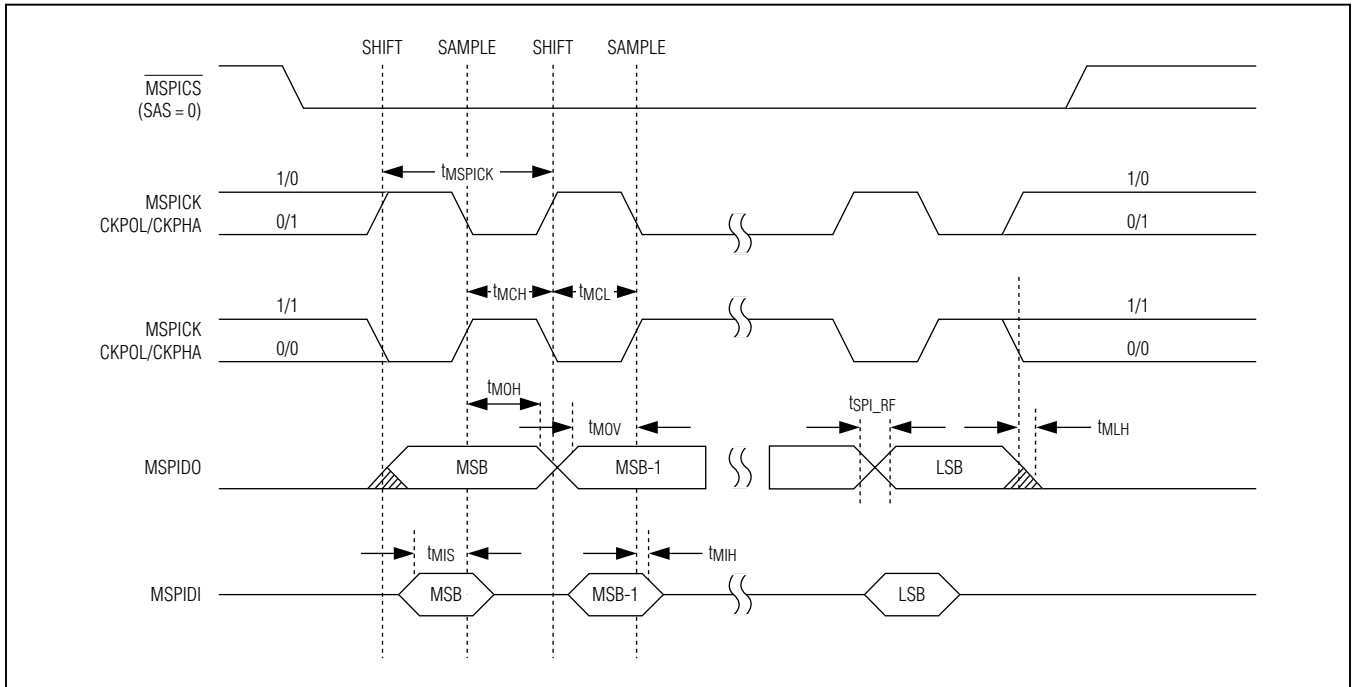 SHIFT SAMPLE SHIFT SAMPLE
MSPICS
(SAS = 0)
tMSPICK
1/0 1/0
MSPICK
CKPOL/CKPHA
0/1 0/1
tMCH tMCL
1/1 1/1
MSPICK
CKPOL/CKPHA
0/0 0/0
tMOH
tMOV
tSPI_RF
tMLH
MSPIDO
MSB MSB-1 LSB
tMIS
tMIH
MSPIDI
MSB MSB-1 LSB